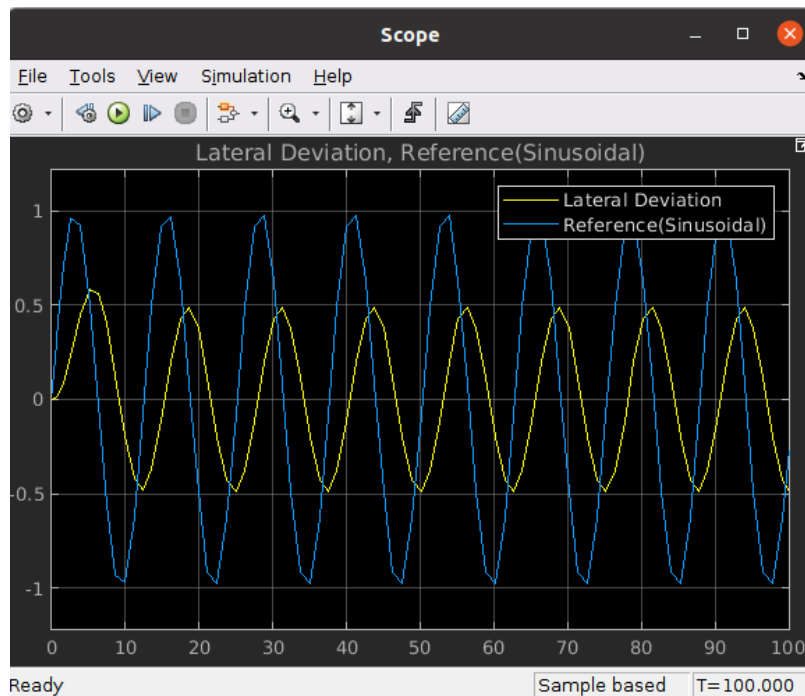 Scope
File Tools View Simulation Help
Lateral Deviation, Reference(Sinusoidal)
Lateral Deviation
Reference(Sinusoidal)
1
0.5
0
-0.5
-1
0 10 20 30 40 50 60 70 80 90 100
Ready Sample based T=100.000